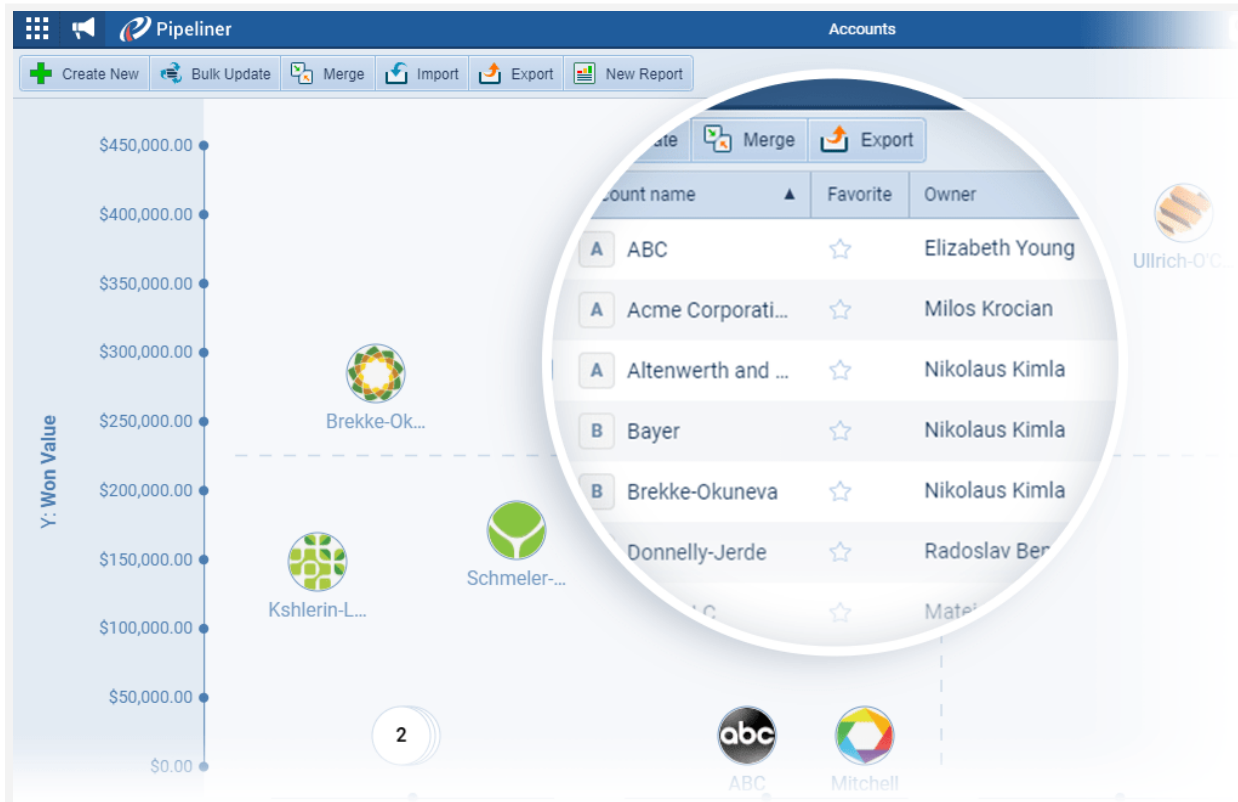 Pipeliner Accounts
Create New Bulk Update Merge Import Export New Report
Merge Export
Favorite Owner
A ABC Elizabeth Young
A Acme Corporati... Milos Krocian
A Altenwerth and ... Nikolaus Kimla
B Bayer Nikolaus Kimla
B Brekke-Okuneva Nikolaus Kimla
Donnelly-Jerde Radoslav
Y: Won Value
$450,000.00
$400,000.00
$350,000.00
$300,000.00
$250,000.00
$200,000.00
$150,000.00
$100,000.00
$50,000.00
$0.00
Ullrich-O'C...
Brekke-Ok...
Schmeler-...
Kshlerin-L...
2
abc
ABC
Mitchell